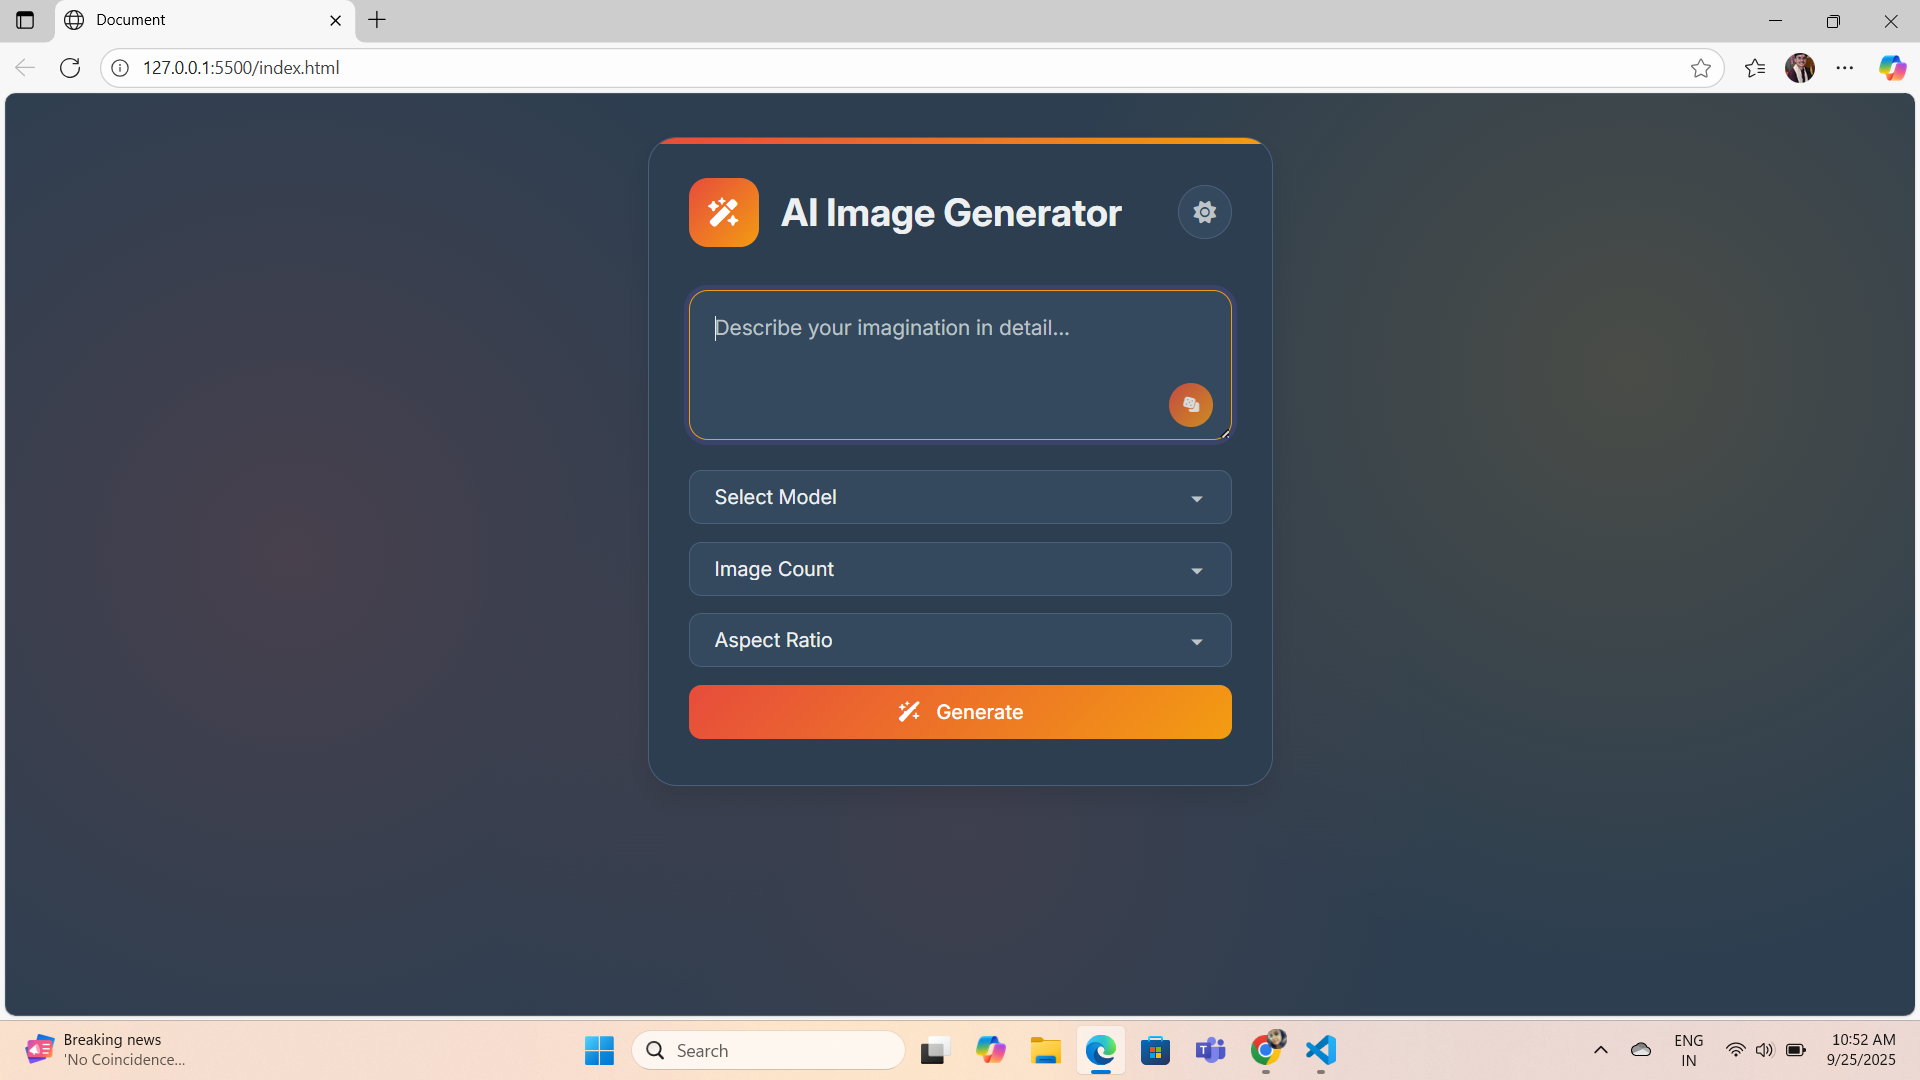 Document
127.0.0.1:5500/index.html
AI Image Generator
Describe your imagination in detail...
Select Model
Image Count
Aspect Ratio
Generate
Breaking news
'No Coincidence...
Search
ENG
IN
10:52 AM
9/25/2025